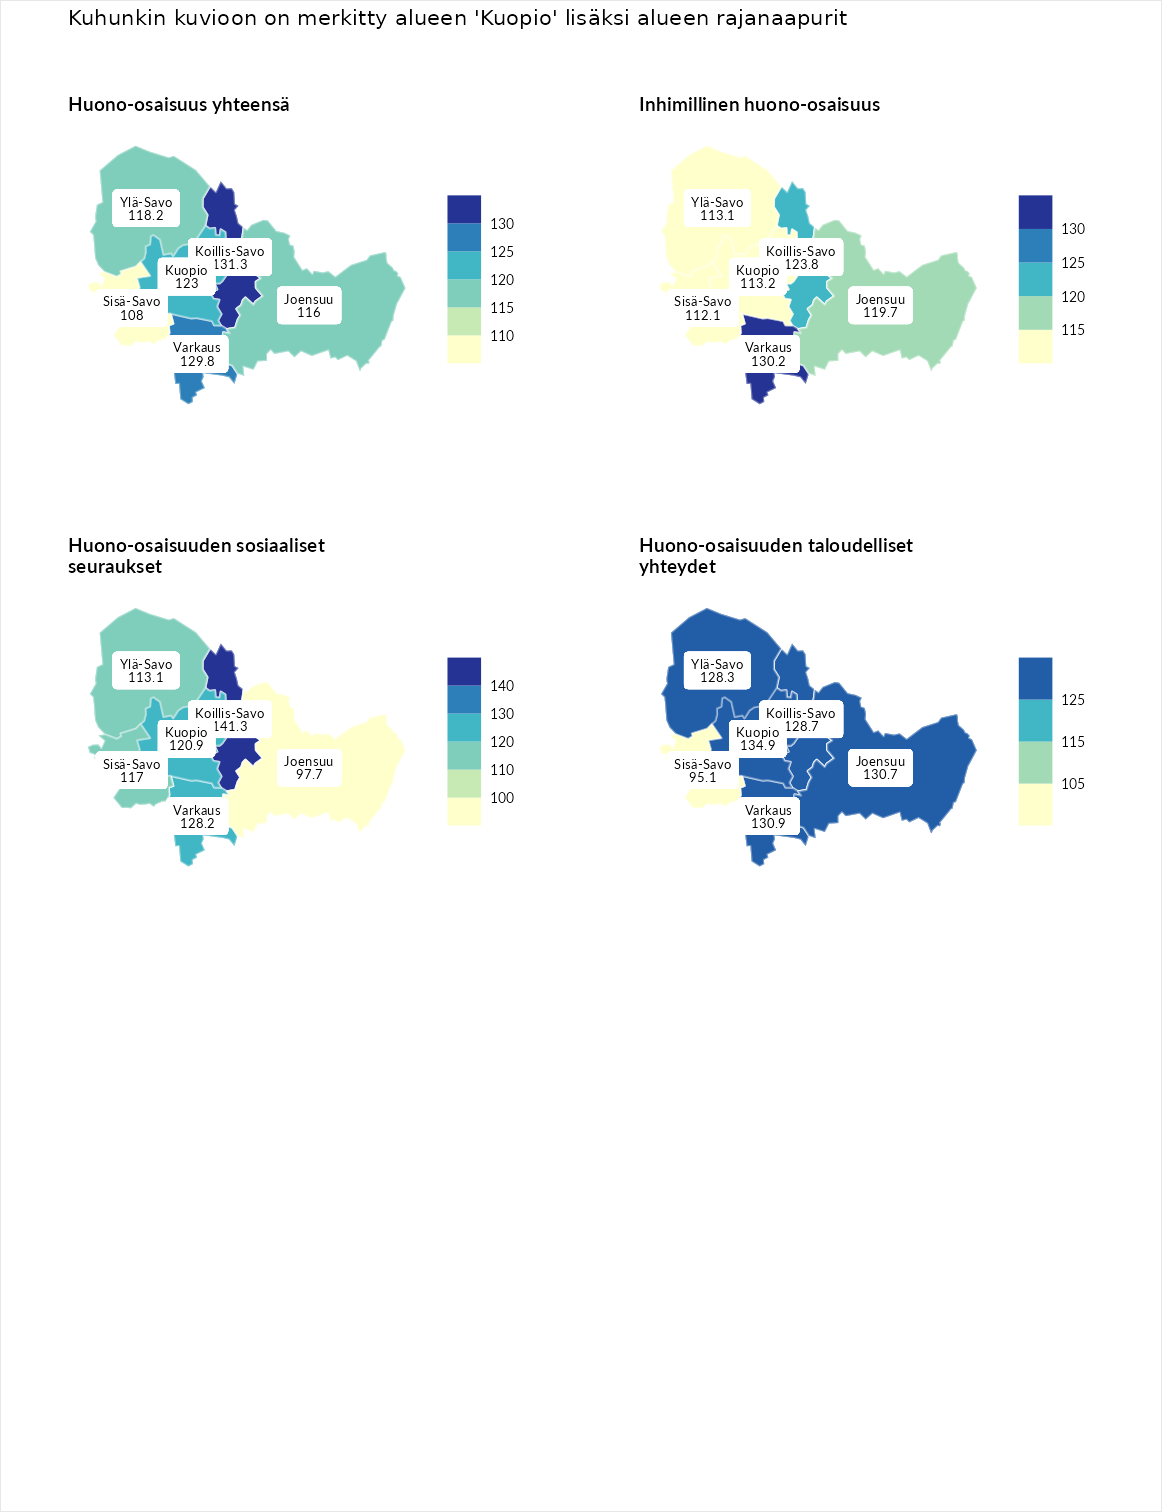 Kuhunkin kuvioon on merkitty alueen 'Kuopio' lisäksi alueen rajanaapurit
Huono-osaisuus yhteensä
Ylä-Savo
118.2
Koillis-Savo
131.3
Kuopio
123
Sisä-Savo
108
Joensuu
116
Varkaus
129.8
130
125
120
115
110
Inhimillinen huono-osaisuus
Ylä-Savo
113.1
Koillis-Savo
123.8
Kuopio
113.2
Sisä-Savo
112.1
Joensuu
119.7
Varkaus
130.2
130
125
120
115
Huono-osaisuuden sosiaaliset
seuraukset
Ylä-Savo
113.1
Koillis-Savo
141.3
Kuopio
120.9
Sisä-Savo
117
Joensuu
97.7
Varkaus
128.2
140
130
120
110
100
Huono-osaisuuden taloudelliset
yhteydet
Ylä-Savo
128.3
Koillis-Savo
128.7
Kuopio
134.9
Sisä-Savo
95.1
Joensuu
130.7
Varkaus
130.9
125
115
105